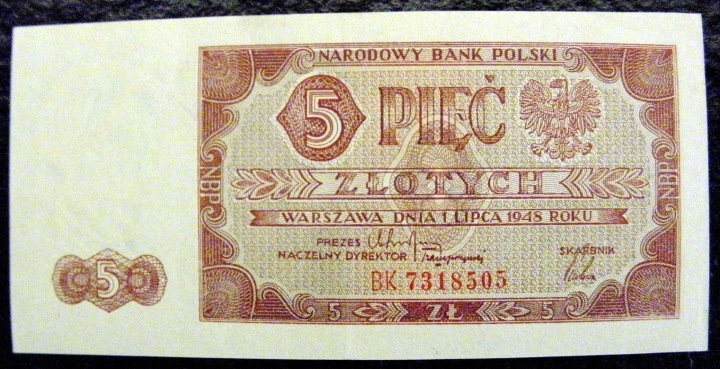 NARODOWY BANK POLSKI
5 PIĘĆ
ZŁOTYCH
NBP NBP
WARSZAWA DNIA 1 LIPCA 1948 ROKU
PREZES
SKARBNIK
NACZELNY DYREKTOR
5
BK 7318505
5 ZŁ 5